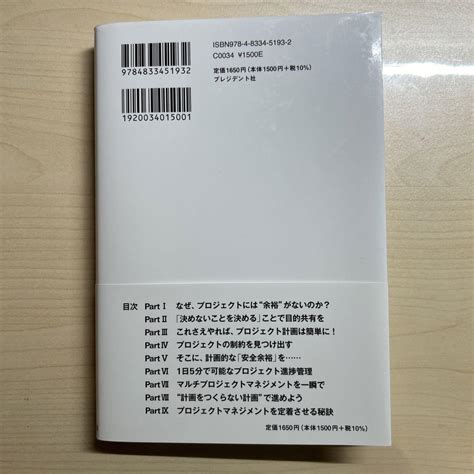 ISBN978-4-8334-5193-2
C0034 ¥1500E
定価1650円(本体1500円+税10%)
プレジデント社
9784833451932
1920034015001
目次 Part Ⅰ なぜ、プロジェクトには“余裕”がないのか?
Part Ⅱ 「決めないことを決める」ことで目的共有を
Part Ⅲ これさえやれば、プロジェクト計画は簡単に!
Part Ⅳ プロジェクトの制約を見つけ出す
Part Ⅴ そこに、計画的な「安全余裕」を……
Part Ⅵ 1日5分で可能なプロジェクト進捗管理
Part Ⅶ マルチプロジェクトマネジメントを一瞬で
Part Ⅷ “計画をつくらない計画”で進めよう
Part Ⅸ プロジェクトマネジメントを定着させる秘訣
定価1650円(本体1500円+税10%)